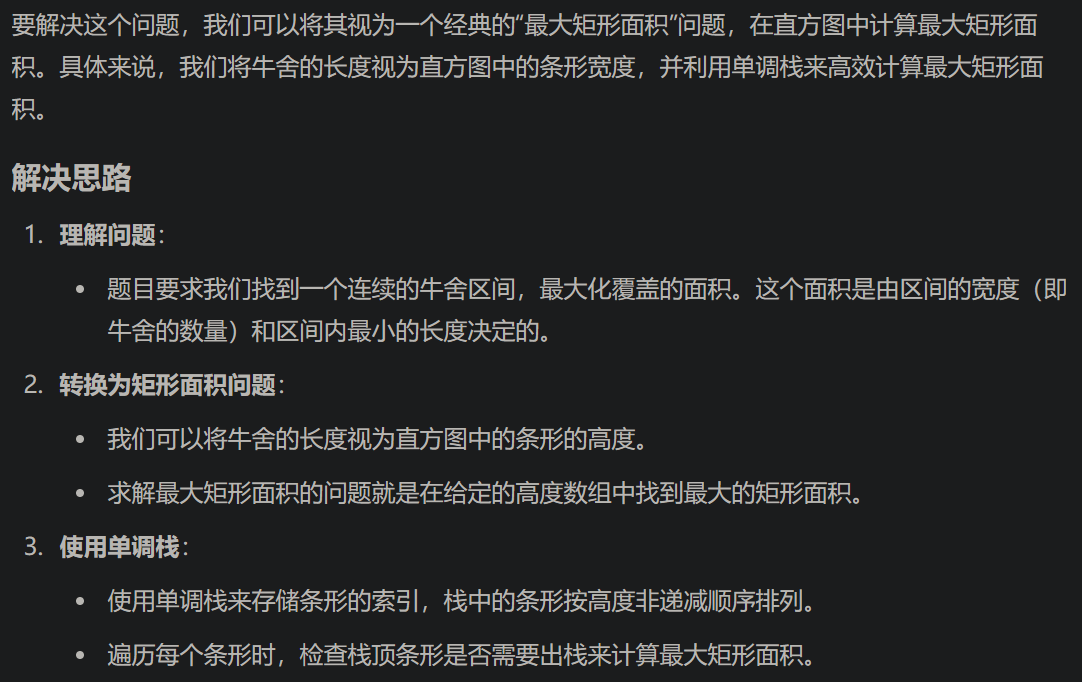 要解决这个问题，我们可以将其视为一个经典的“最大矩形面积”问题，在直方图中计算最大矩形面
积。具体来说，我们将牛舍的长度视为直方图中的条形宽度，并利用单调栈来高效计算最大矩形面
积。
解决思路
1. 理解问题：
• 题目要求我们找到一个连续的牛舍区间，最大化覆盖的面积。这个面积是由区间的宽度（即
牛舍的数量）和区间内最小的长度决定的。
2. 转换为矩形面积问题：
• 我们可以将牛舍的长度视为直方图中的条形的高度。
• 求解最大矩形面积的问题就是在给定的高度数组中找到最大的矩形面积。
3. 使用单调栈：
• 使用单调栈来存储条形的索引，栈中的条形按高度非递减顺序排列。
• 遍历每个条形时，检查栈顶条形是否需要出栈来计算最大矩形面积。